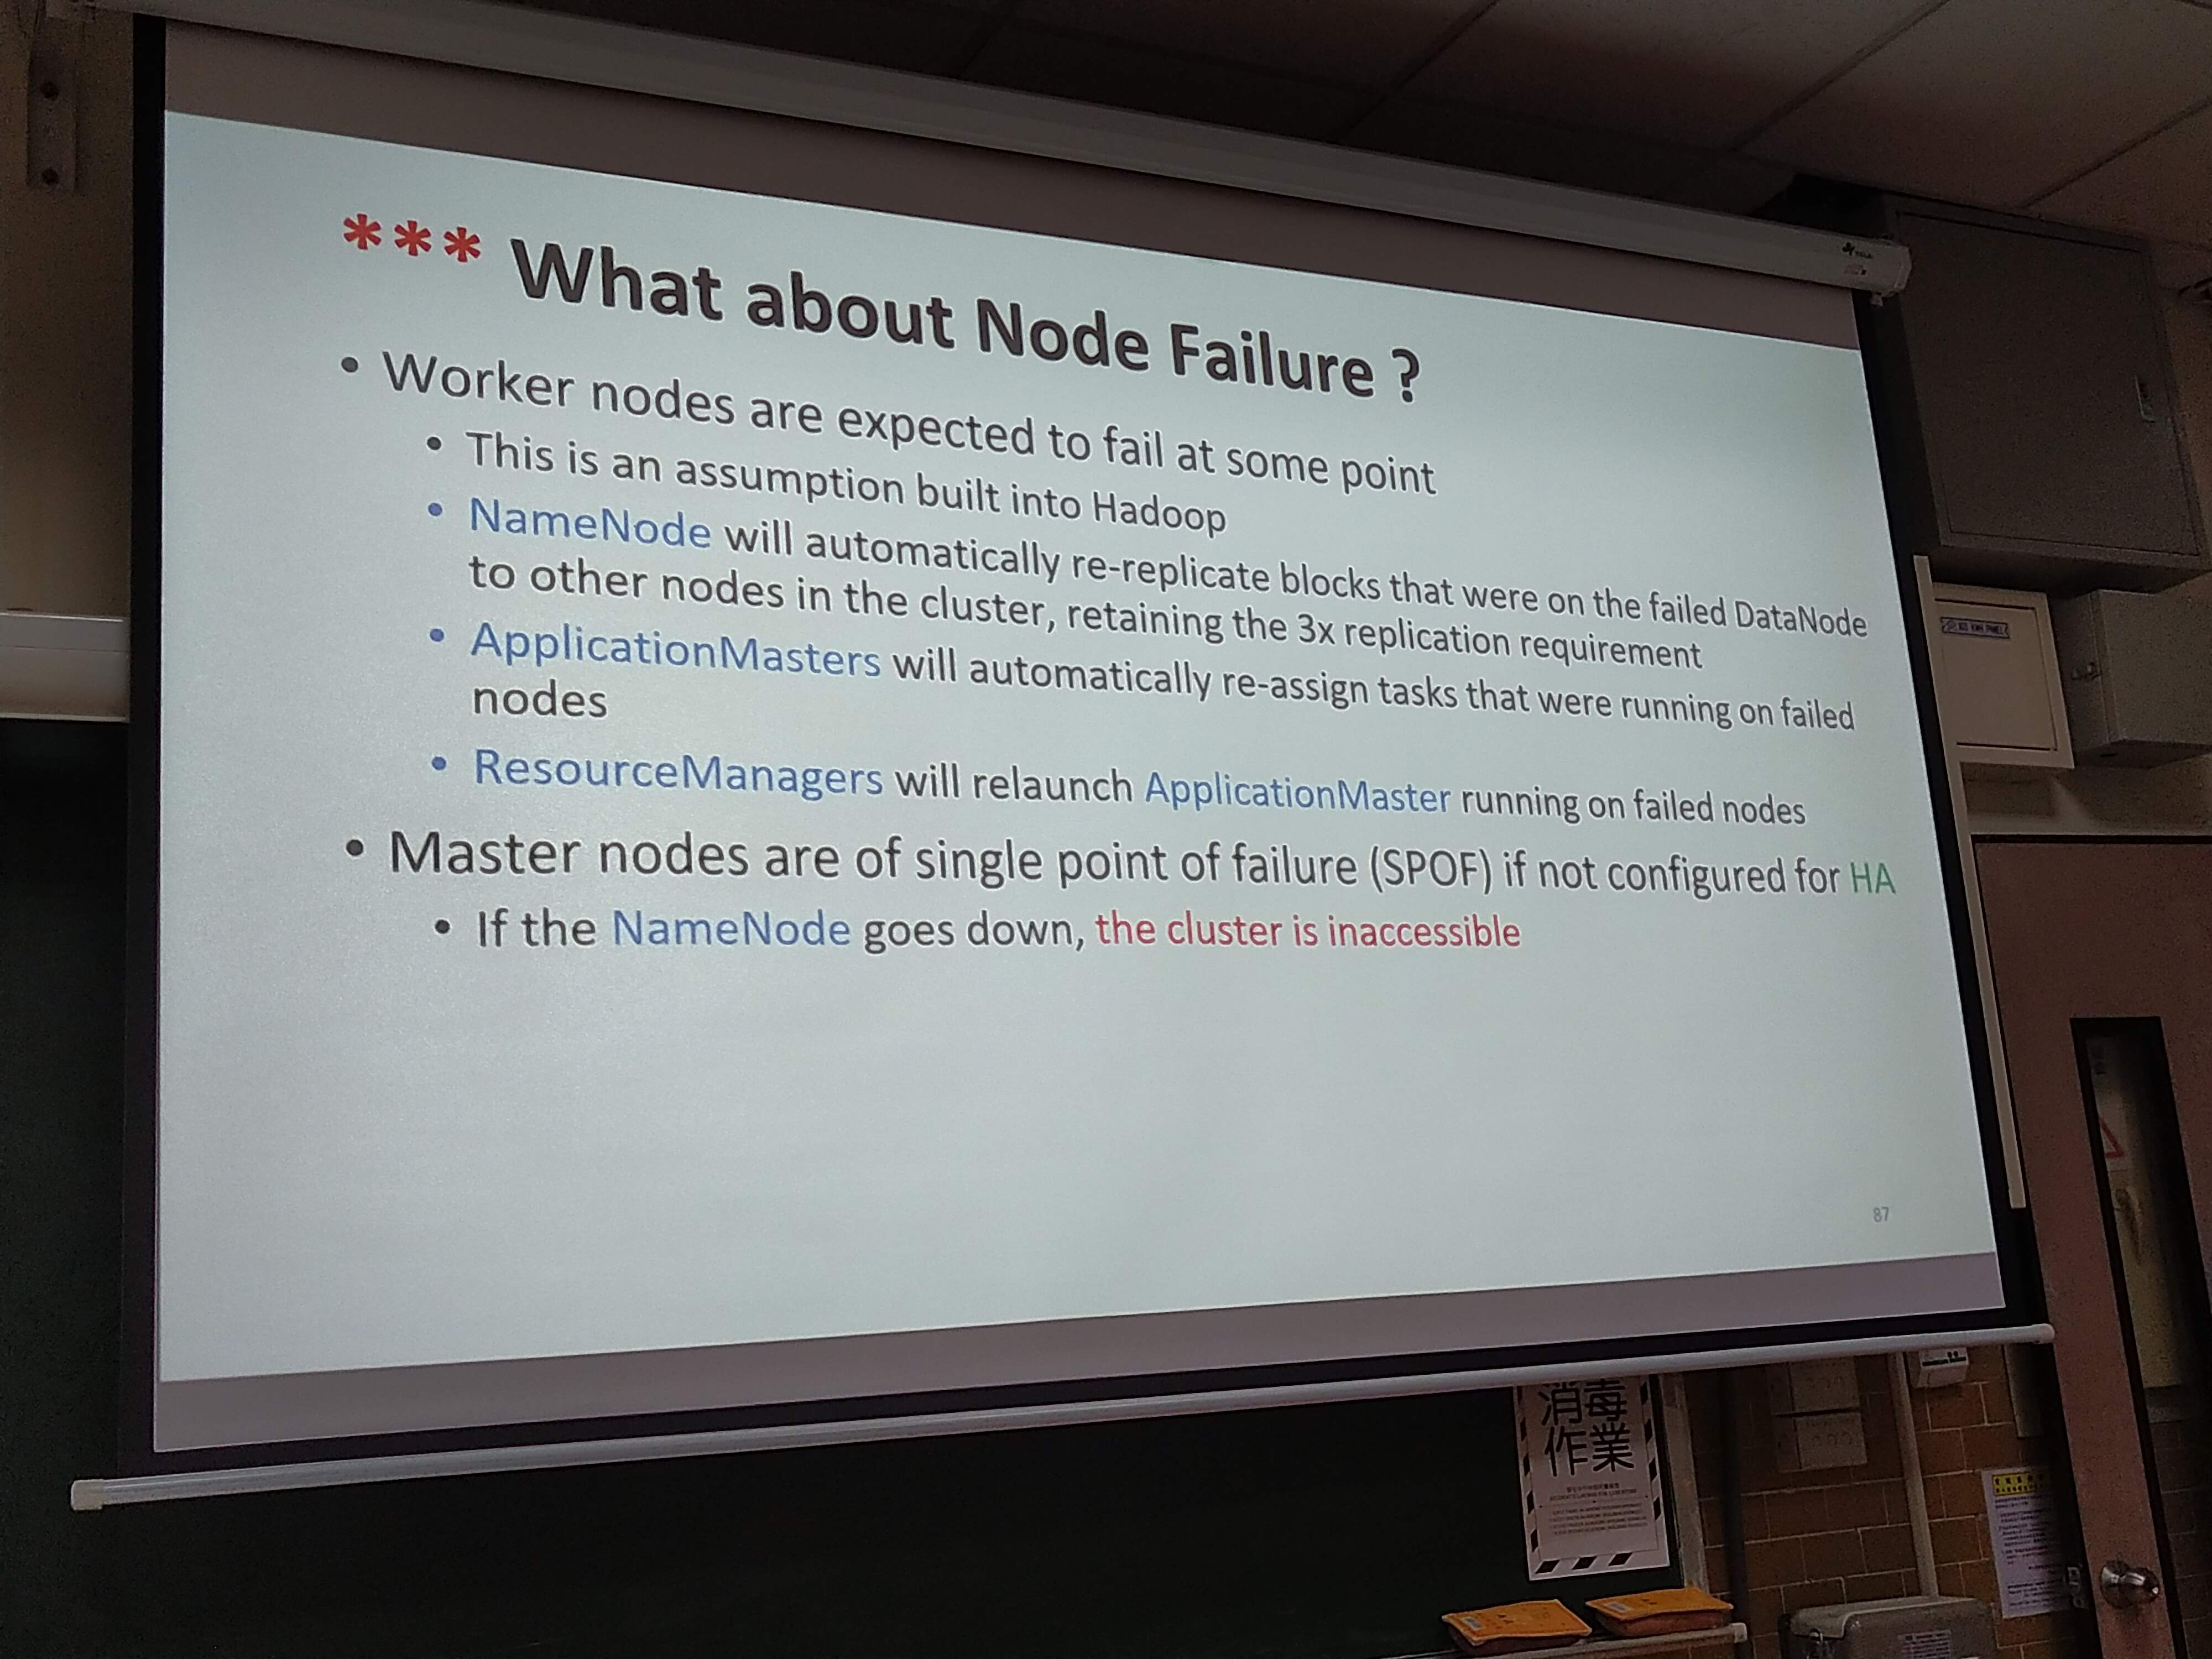 *** What about Node Failure ?
• Worker nodes are expected to fail at some point
• This is an assumption built into Hadoop
• NameNode will automatically re-replicate blocks that were on the failed DataNode
to other nodes in the cluster, retaining the 3x replication requirement
• ApplicationMasters will automatically re-assign tasks that were running on failed
nodes
• ResourceManagers will relaunch ApplicationMaster running on failed nodes
• Master nodes are of single point of failure (SPOF) if not configured for HA
• If the NameNode goes down, the cluster is inaccessible
87
消毒
作業